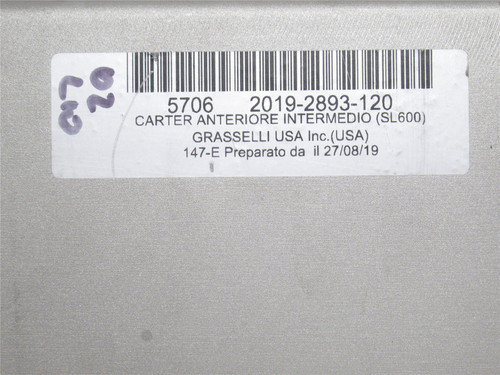 5706 2019-2893-120
CARTER ANTERIORE INTERMEDIO (SL600)
GRASSELLI USA Inc.(USA)
147-E Preparato da il 27/08/19